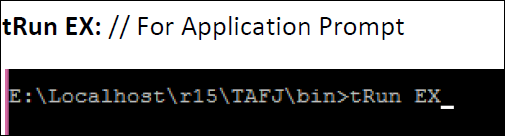 tRun EX: // For Application Prompt
E:\Localhost\r15\TAFJ\bin>tRun EX_